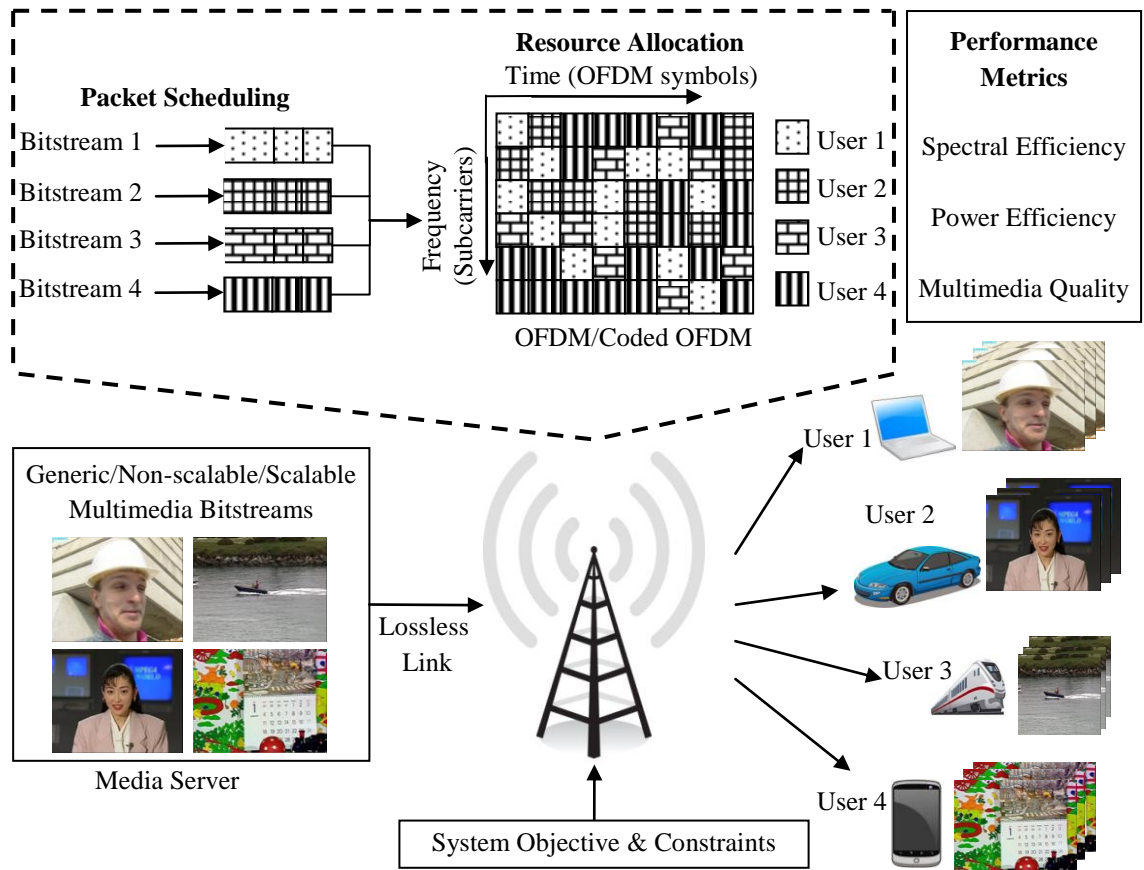 Resource Allocation
Time (OFDM symbols)
Packet Scheduling
Bitstream 1
Bitstream 2
Bitstream 3
Bitstream 4
Frequency
(Subcarriers)
User 1
User 2
User 3
User 4
OFDM/Coded OFDM
Performance
Metrics
Spectral Efficiency
Power Efficiency
Multimedia Quality
Generic/Non-scalable/Scalable
Multimedia Bitstreams
Media Server
Lossless
Link
System Objective & Constraints
User 1
User 2
User 3
User 4